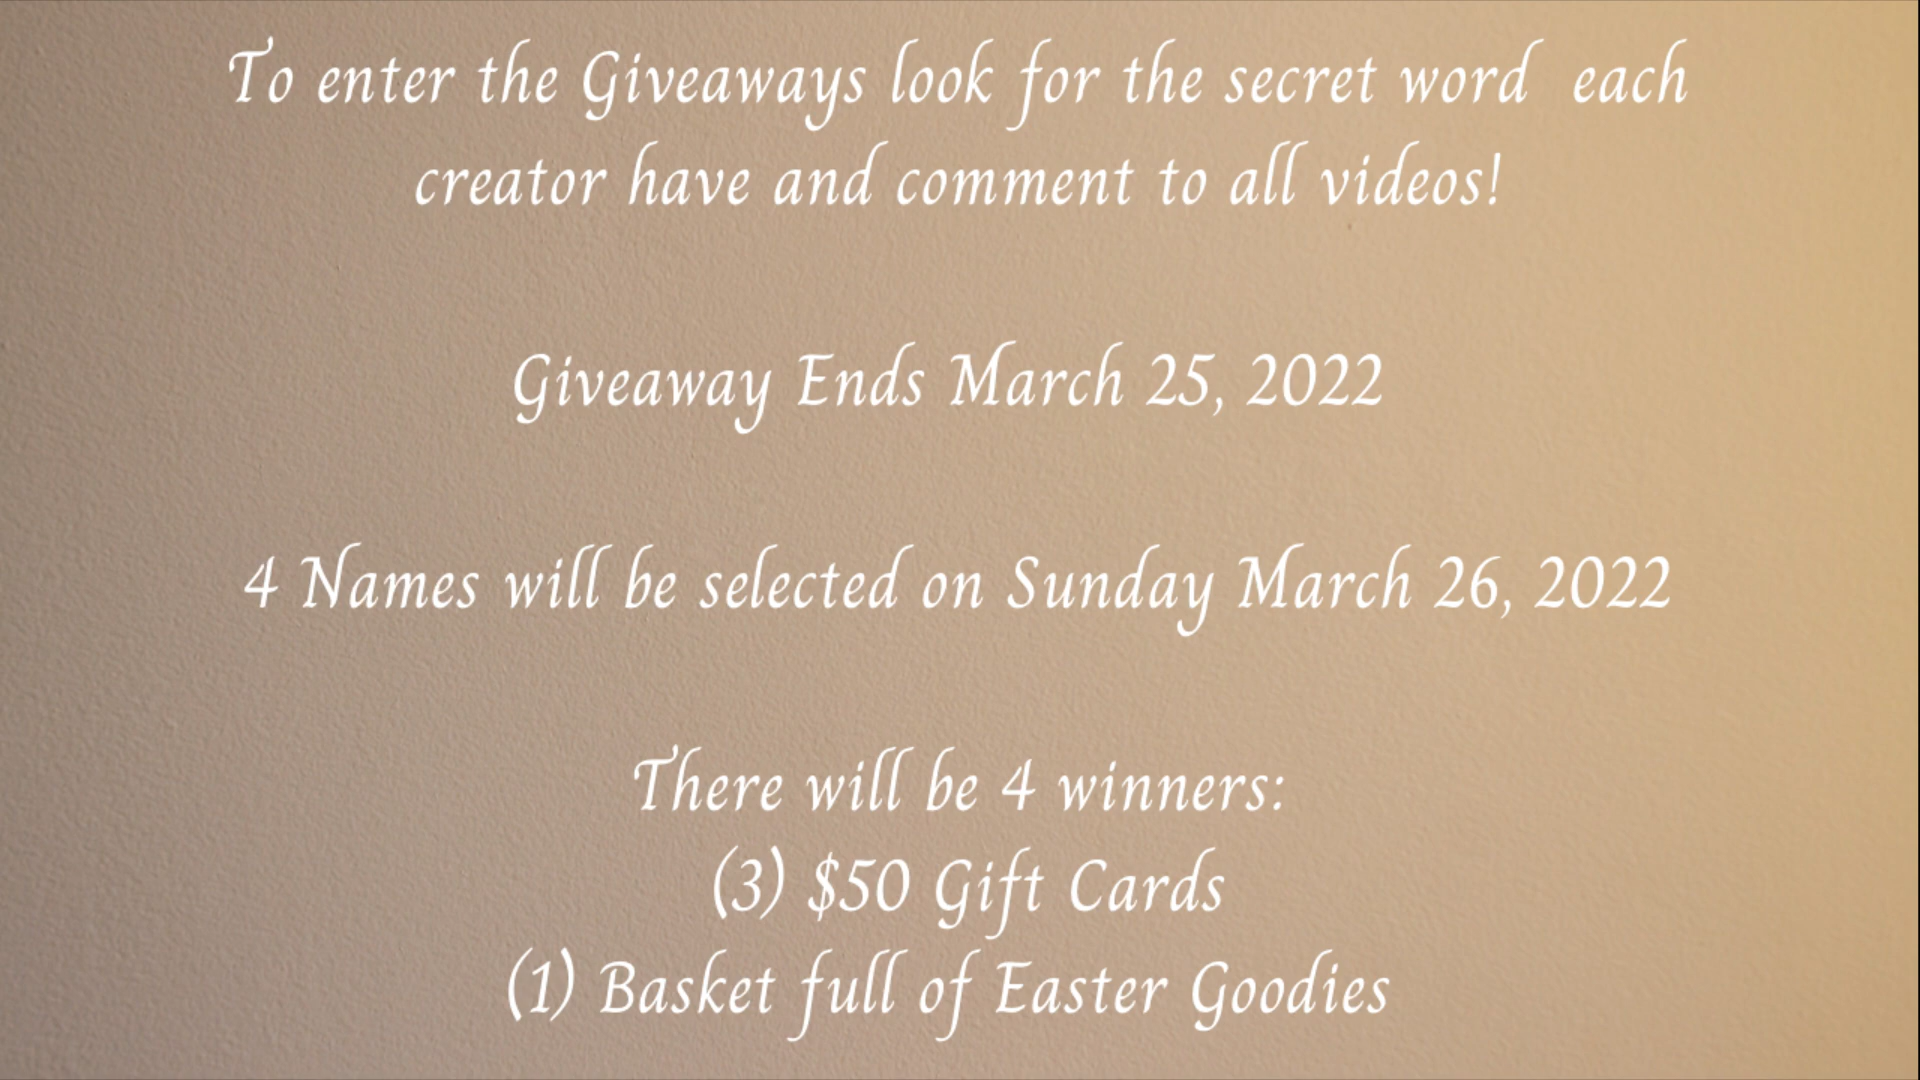 To enter the Giveaways look for the secret word each
creator have and comment to all videos!
Giveaway Ends March 25, 2022
4 Names will be selected on Sunday March 26, 2022
There will be 4 winners:
(3) $50 Gift Cards
(1) Basket full of Easter Goodies